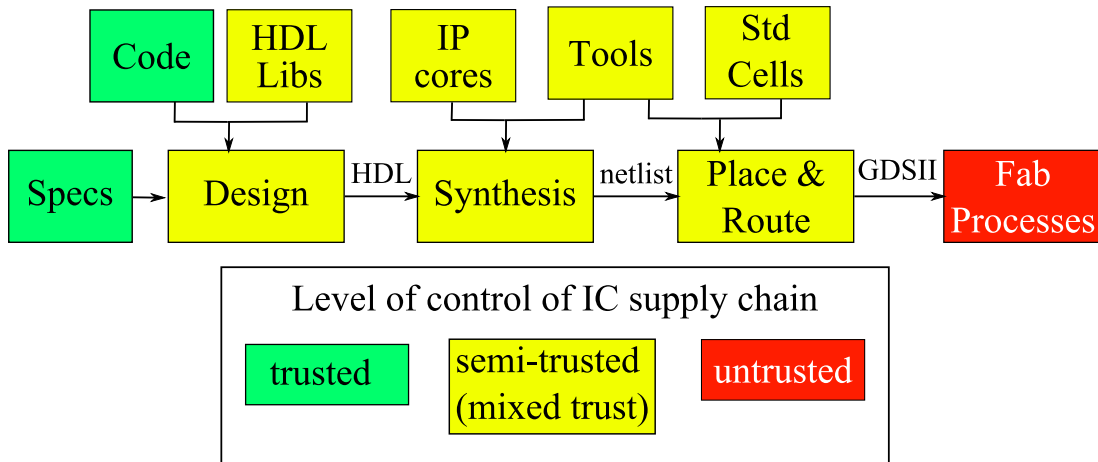 Code
HDL
Libs
IP
cores
Tools
Std
Cells
Specs
Design
HDL
Synthesis
netlist
Place &
Route
GDSII
Fab
Processes
Level of control of IC supply chain
trusted
semi-trusted
(mixed trust)
untrusted